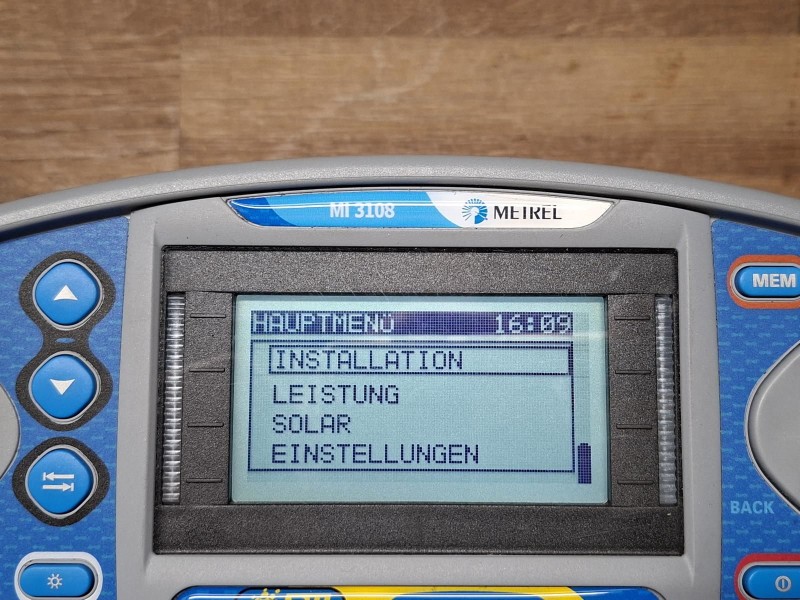 MI 3108 METREL
MEM
HAUPTMENÜ 16:09
INSTALLATION
LEISTUNG
SOLAR
EINSTELLUNGEN
BACK